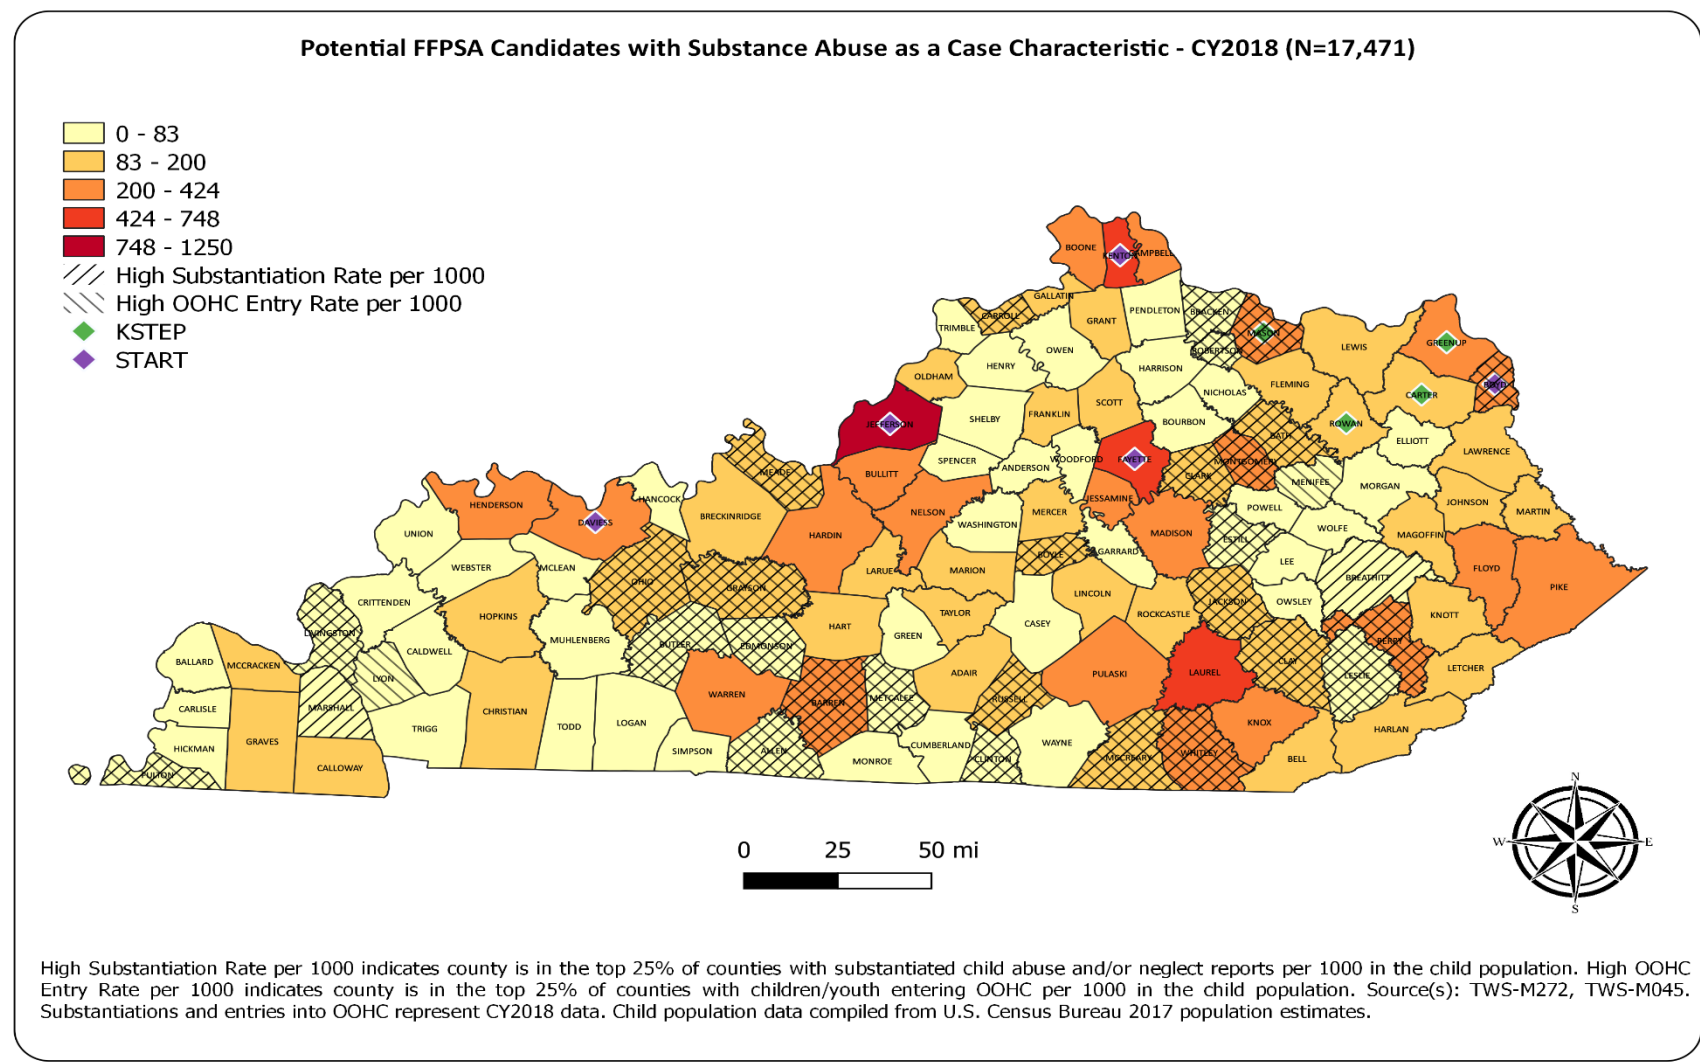 Potential FFPSA Candidates with Substance Abuse as a Case Characteristic - CY2018 (N=17,471)
0 - 83
83 - 200
200 - 424
424 - 748
748 - 1250
High Substantiation Rate per 1000
High OOHC Entry Rate per 1000
KSTEP
START
BOONE
KENTON
CAMPBELL
GALLATIN
CARROLL
TRIMBLE
GRANT
PENDLETON
BRACKEN
MASON
ROBERTSON
LEWIS
GREENUP
BOYD
CARTER
OWEN
HENRY
OLDHAM
HARRISON
NICHOLAS
FLEMING
ROWAN
ELLIOTT
LAWRENCE
JEFFERSON
SHELBY
FRANKLIN
SCOTT
BOURBON
BATH
SPENCER
ANDERSON
WOODFORD
FAYETTE
CLARK
MONTGOMERY
MENIFEE
MORGAN
JOHNSON
MARTIN
MEADE
BULLITT
NELSON
WASHINGTON
MERCER
JESSAMINE
MADISON
POWELL
WOLFE
MAGOFFIN
HENDERSON
DAVIESS
HANCOCK
BRECKINRIDGE
HARDIN
LARUE
MARION
BOYLE
GARRARD
ESTILL
LEE
BREATHITT
FLOYD
PIKE
UNION
WEBSTER
MCLEAN
OHIO
GRAYSON
HART
TAYLOR
LINCOLN
ROCKCASTLE
JACKSON
OWSLEY
KNOTT
CRITTENDEN
HOPKINS
MUHLENBERG
BUTLER
EDMONSON
GREEN
CASEY
PERRY
LETCHER
LIVINGSTON
CALDWELL
LYON
BALLARD
MCCRACKEN
WARREN
BARREN
METCALFE
ADAIR
RUSSELL
PULASKI
LAUREL
CLAY
LESLIE
CARLISLE
MARSHALL
TRIGG
CHRISTIAN
TODD
LOGAN
SIMPSON
ALLEN
MONROE
CUMBERLAND
CLINTON
WAYNE
MCCREARY
WHITLEY
KNOX
BELL
HARLAN
HICKMAN
GRAVES
CALLOWAY
FULTON
0 25 50 mi
N
W
E
S
High Substantiation Rate per 1000 indicates county is in the top 25% of counties with substantiated child abuse and/or neglect reports per 1000 in the child population. High OOHC
Entry Rate per 1000 indicates county is in the top 25% of counties with children/youth entering OOHC per 1000 in the child population. Source(s): TWS-M272, TWS-M045.
Substantiations and entries into OOHC represent CY2018 data. Child population data compiled from U.S. Census Bureau 2017 population estimates.